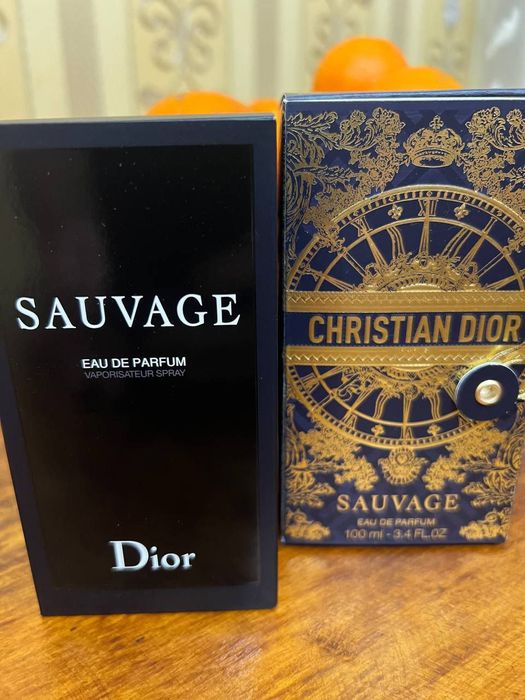 SAUVAGE
EAU DE PARFUM
VAPORISATEUR SPRAY
Dior
CHRISTIAN DIOR
SAUVAGE
EAU DE PARFUM
100 ml - 3.4 FL.OZ